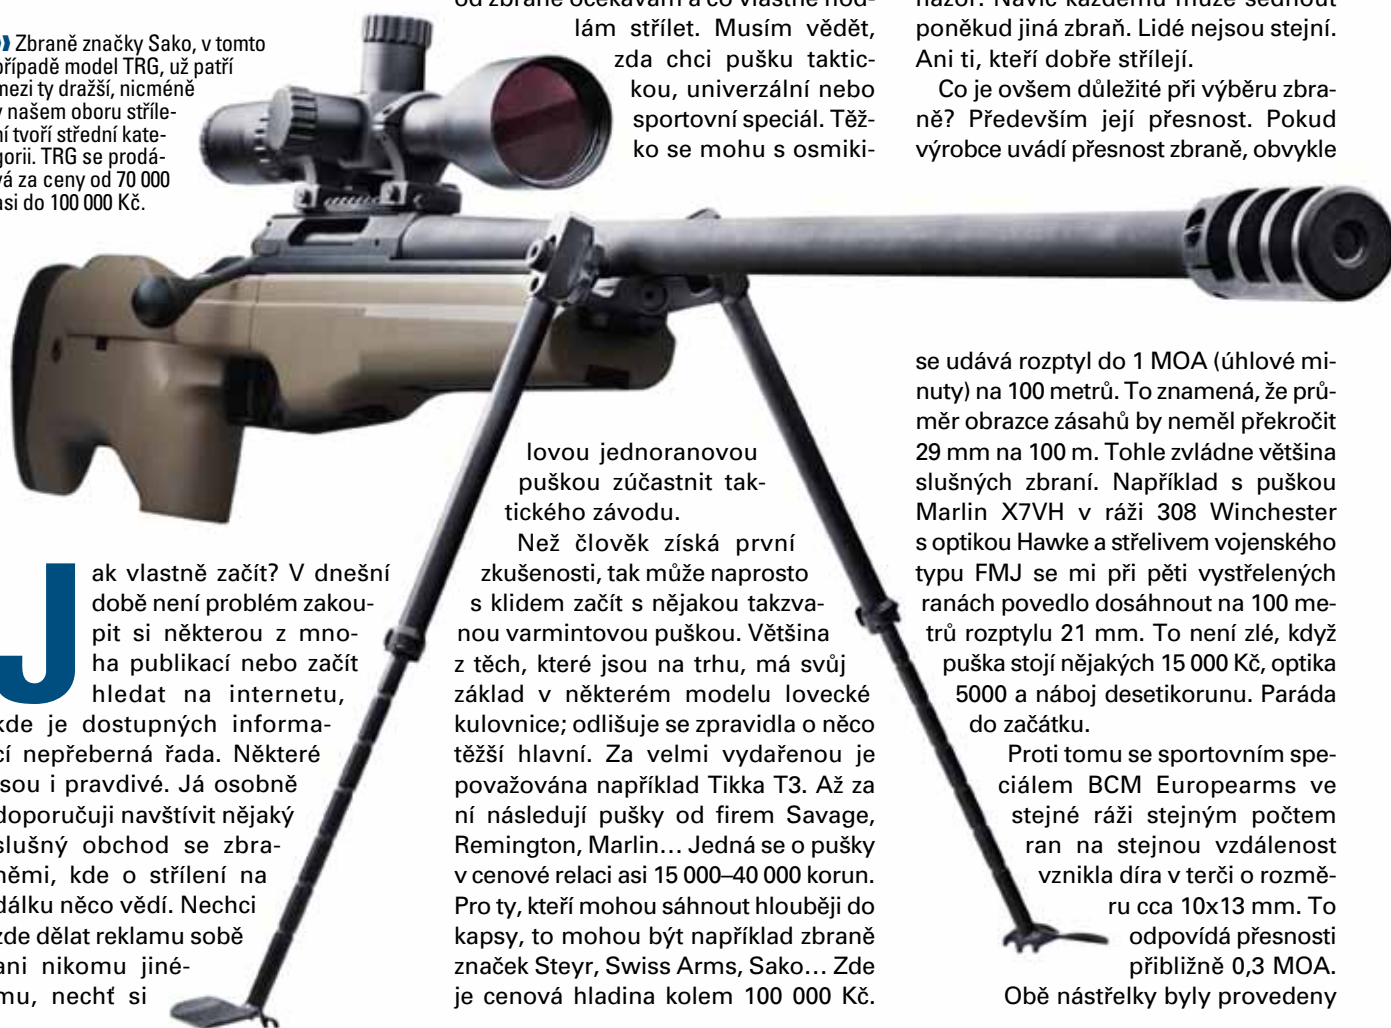 Zbraně značky Sako, v tomto
případě model TRG, už patří
mezi ty dražší, nicméně
v našem oboru stříle-
ní tvoří střední kate-
gorii. TRG se prodá-
vá za ceny od 70 000
asi do 100 000 Kč.
Jak vlastně začít? V dnešní
době není problém zakou-
pit si některou z mno-
ha publikací nebo začít
hledat na internetu,
kde je dostupných informa-
cí nepřeberná řada. Některé
jsou i pravdivé. Já osobně
doporučuji navštívit nějaký
slušný obchod se zbra-
němi, kde o střílení na
dálku něco vědí. Nechci
zde dělat reklamu sobě
ani nikomu jiné-
mu, nechť si
od zbraně očekávám a co vlastně hod-
lám střílet. Musím vědět,
zda chci pušku taktic-
kou, univerzální nebo
sportovní speciál. Těž-
ko se mohu s osmiki-
lovou jednoranovou
puškou zúčastnit tak-
tického závodu.
Než člověk získá první
zkušenosti, tak může naprosto
s klidem začít s nějakou takzva-
nou varmintovou puškou. Většina
z těch, které jsou na trhu, má svůj
základ v některém modelu lovecké
kulovnice; odlišuje se zpravidla o něco
těžší hlavní. Za velmi vydařenou je
považována například Tikka T3. Až za
ní následují pušky od firem Savage,
Remington, Marlin… Jedná se o pušky
v cenové relaci asi 15 000–40 000 korun.
Pro ty, kteří mohou sáhnout hlouběji do
kapsy, to mohou být například zbraně
značek Steyr, Swiss Arms, Sako… Zde
je cenová hladina kolem 100 000 Kč.
názor. Navíc každému může sednout
poněkud jiná zbraň. Lidé nejsou stejní.
Ani ti, kteří dobře střílejí.
Co je ovšem důležité při výběru zbra-
ně? Především její přesnost. Pokud
výrobce uvádí přesnost zbraně, obvykle
se udává rozptyl do 1 MOA (úhlové mi-
nuty) na 100 metrů. To znamená, že prů-
měr obrazce zásahů by neměl překročit
29 mm na 100 m. Tohle zvládne většina
slušných zbraní. Například s puškou
Marlin X7VH v ráži 308 Winchester
s optikou Hawke a střelivem vojenského
typu FMJ se mi při pěti vystřelených
ranách povedlo dosáhnout na 100 me-
trů rozptylu 21 mm. To není zlé, když
puška stojí nějakých 15 000 Kč, optika
5000 a náboj desetikorunu. Paráda
do začátku.
Proti tomu se sportovním spe-
ciálem BCM Europearms ve
stejné ráži stejným počtem
ran na stejnou vzdálenost
vznikla díra v terči o rozmě-
ru cca 10x13 mm. To
odpovídá přesnosti
přibližně 0,3 MOA.
Obě nástřelky byly provedeny